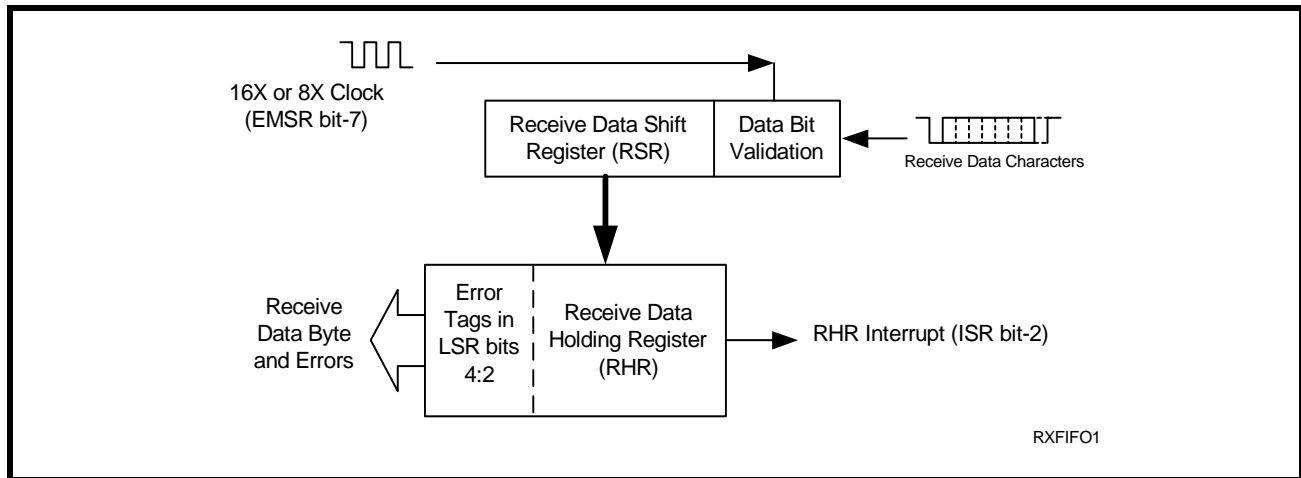 16X or 8X Clock
(EMSR bit-7)
Receive Data Shift
Register (RSR)
Data Bit
Validation
Receive Data Characters
Receive
Data Byte
and Errors
Error
Tags in
LSR bits
4:2
Receive Data
Holding Register
(RHR)
RHR Interrupt (ISR bit-2)
RXFIFO1